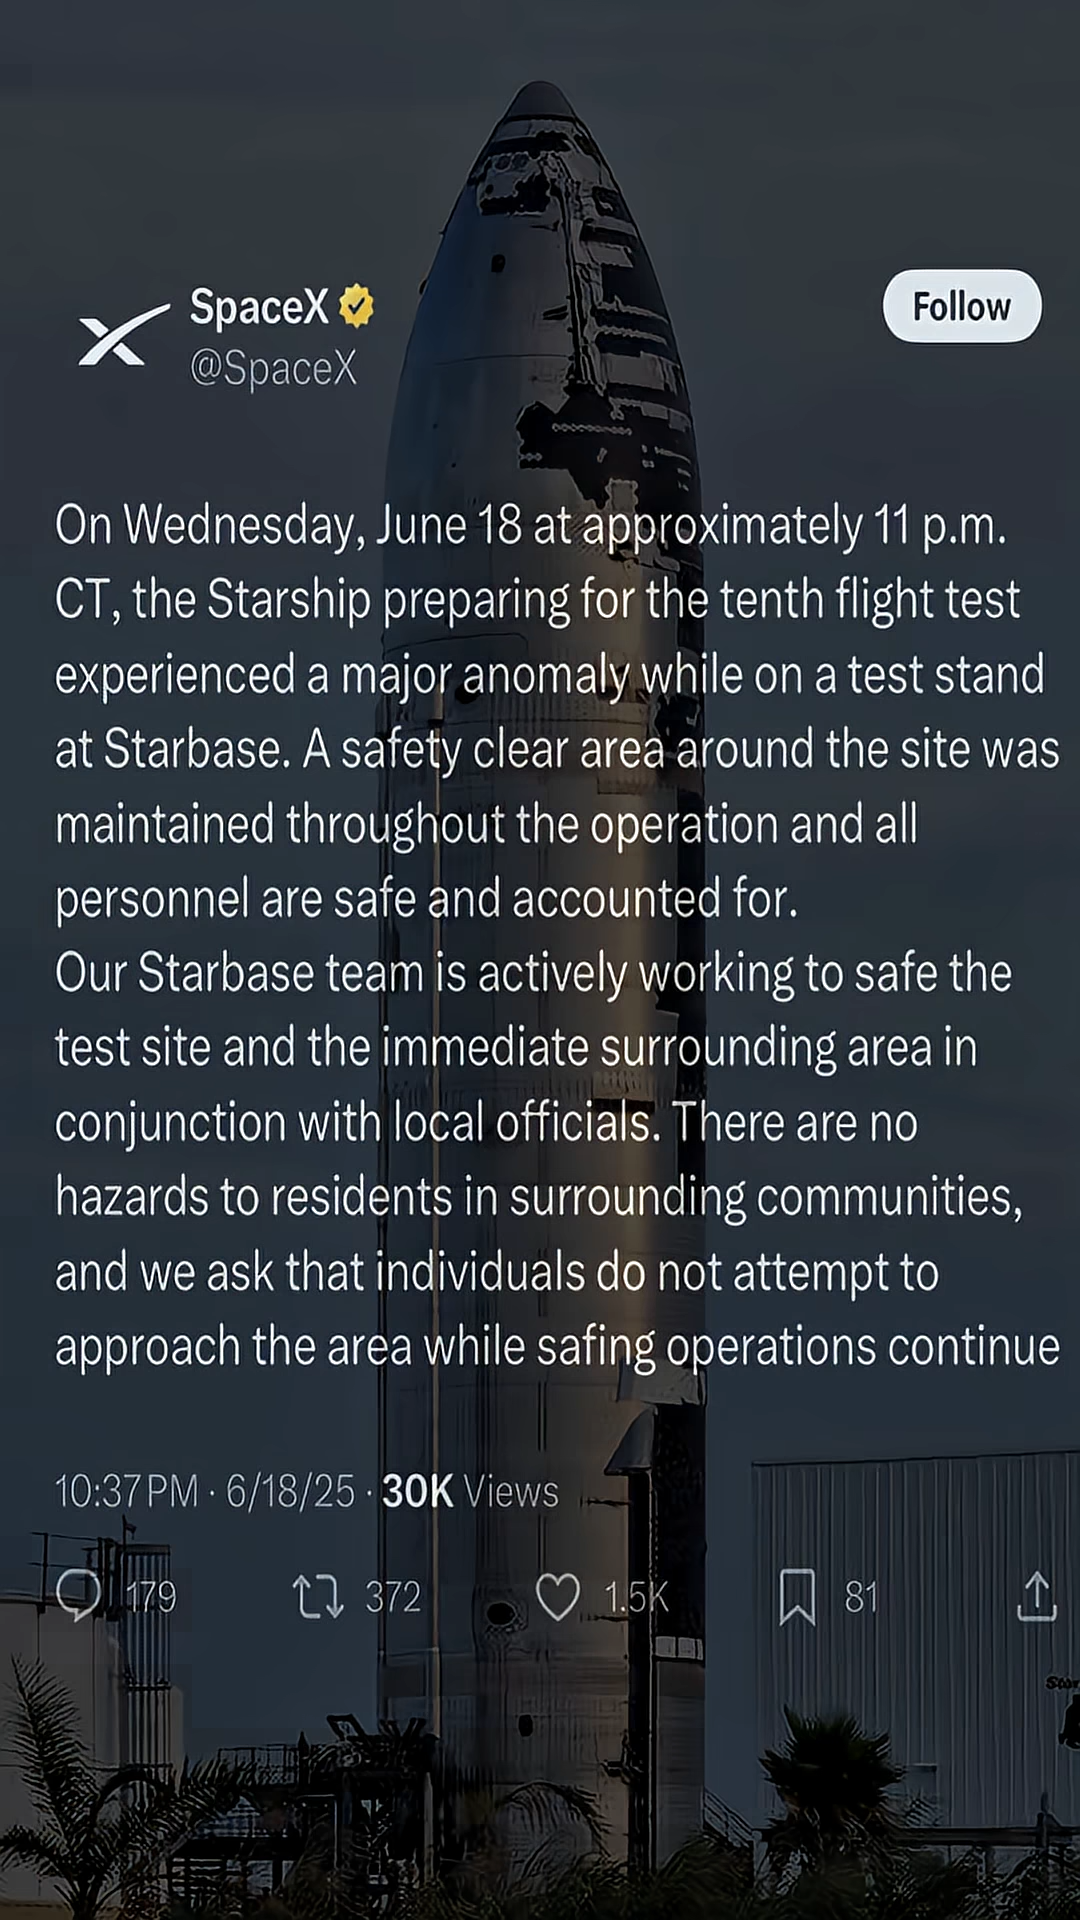 SpaceX
@SpaceX
Follow
On Wednesday, June 18 at approximately 11 p.m.
CT, the Starship preparing for the tenth flight test
experienced a major anomaly while on a test stand
at Starbase. A safety clear area around the site was
maintained throughout the operation and all
personnel are safe and accounted for.
Our Starbase team is actively working to safe the
test site and the immediate surrounding area in
conjunction with local officials. There are no
hazards to residents in surrounding communities,
and we ask that individuals do not attempt to
approach the area while safing operations continue
10:37 PM · 6/18/25 · 30K Views
179 372 1.5K 81